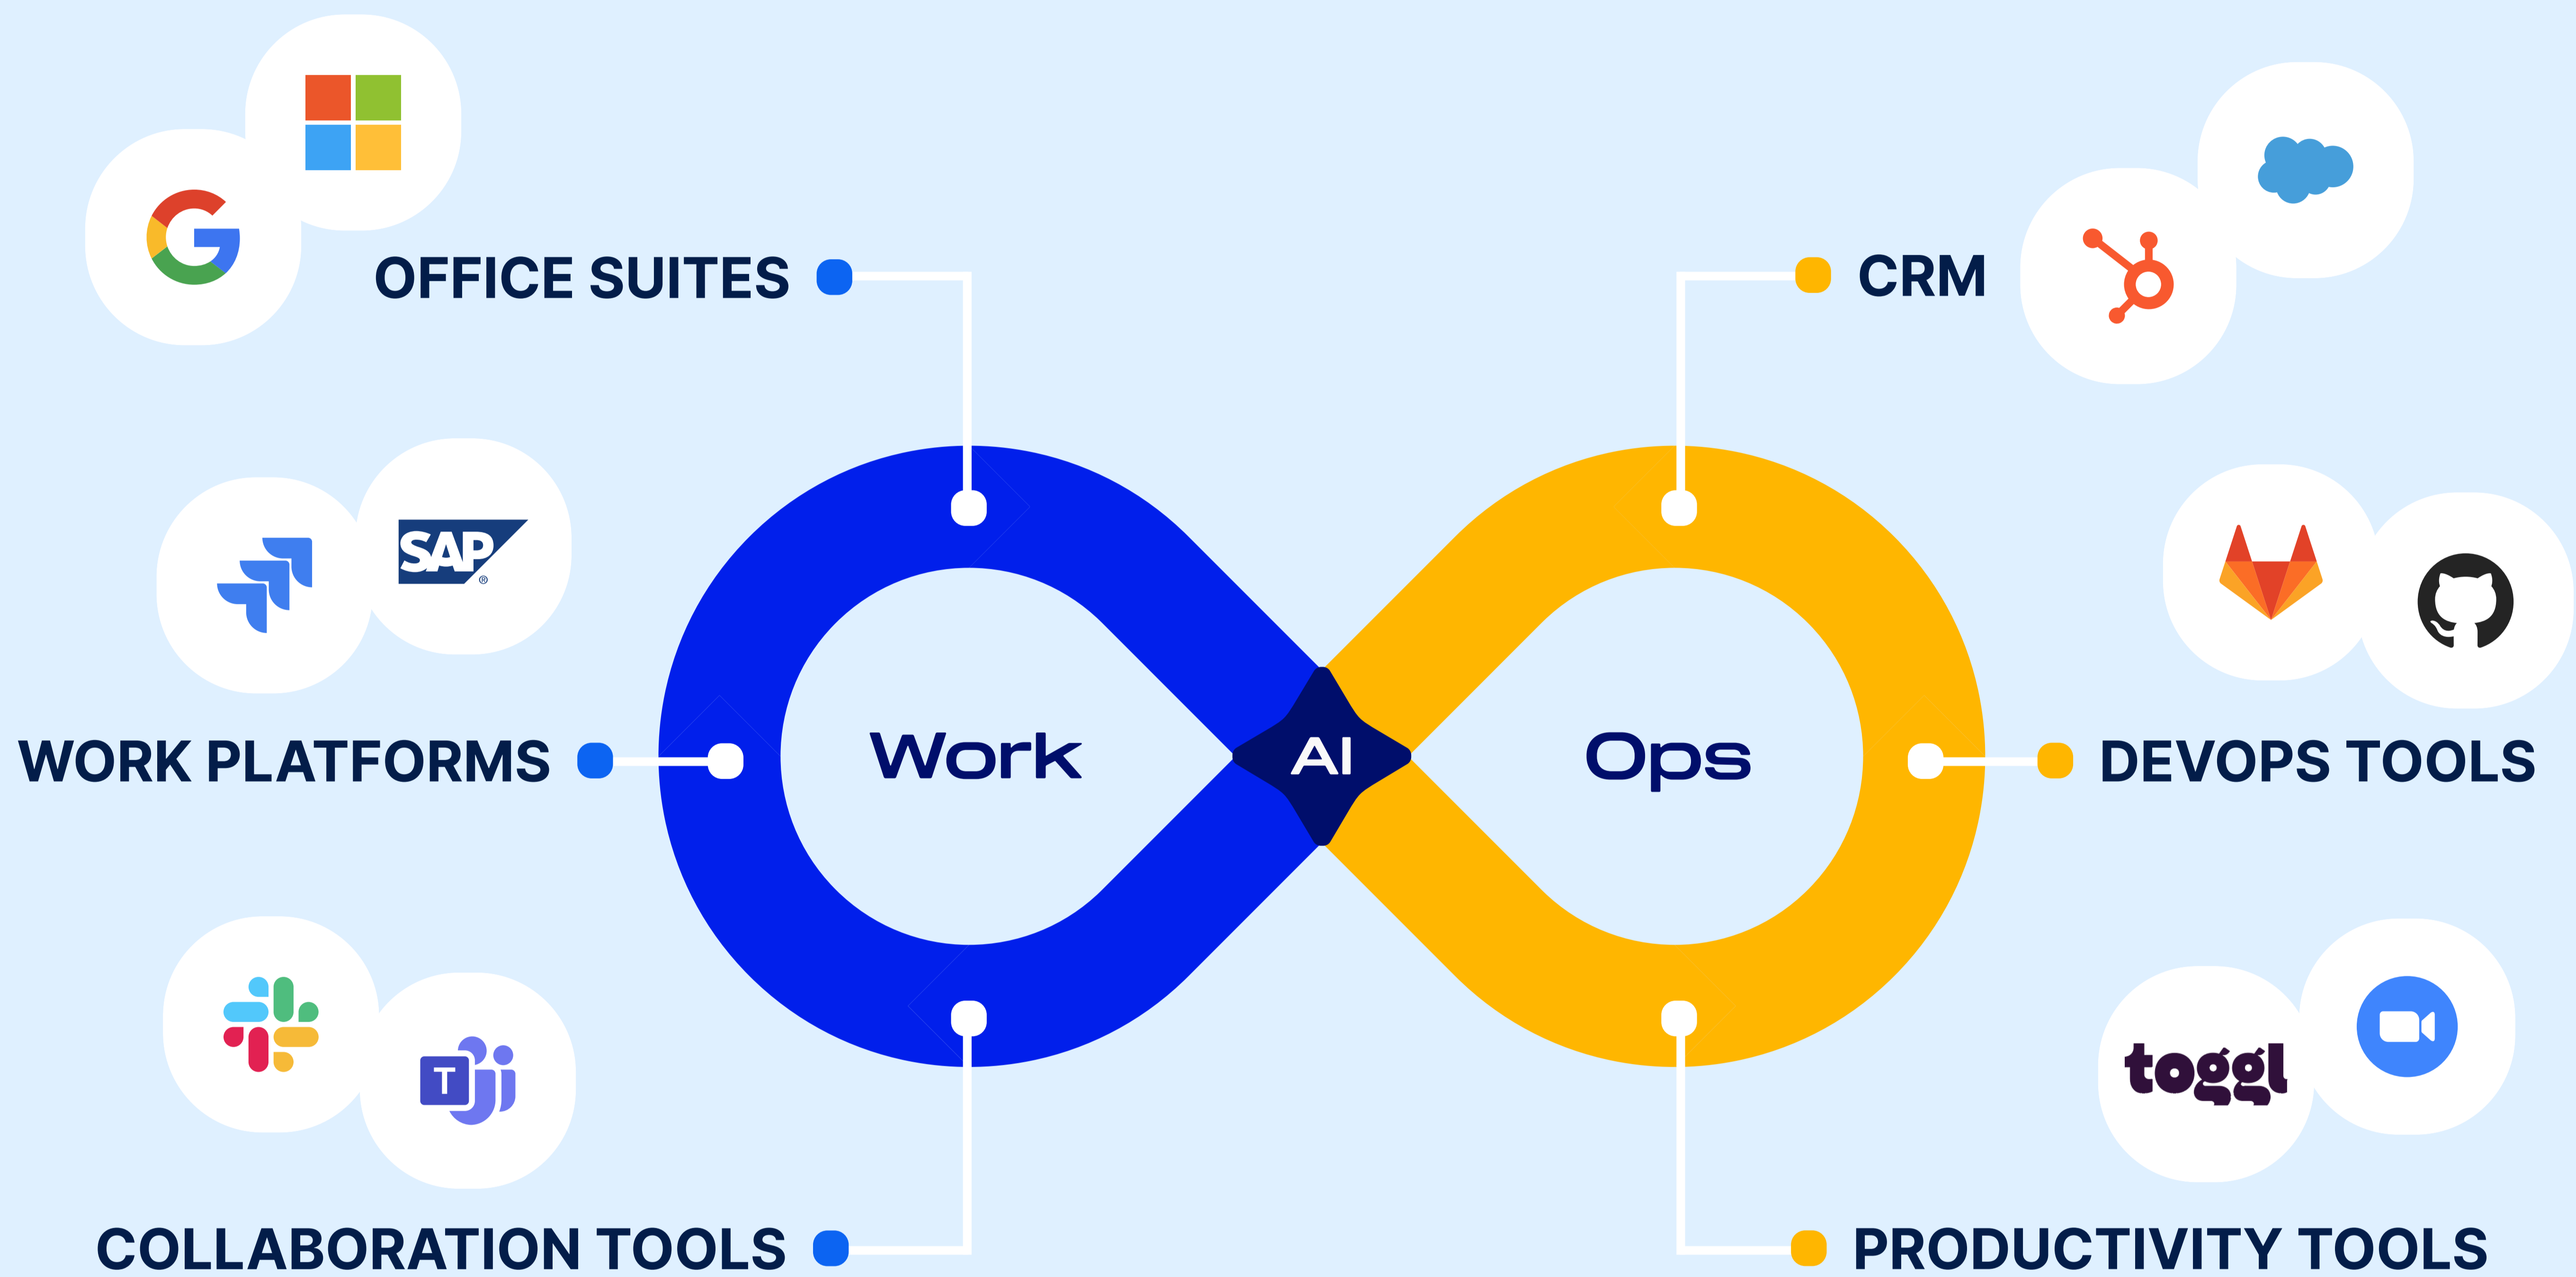 OFFICE SUITES
CRM
SAP
®
WORK PLATFORMS
Work
AI
Ops
DEVOPS TOOLS
T
toggl
COLLABORATION TOOLS
PRODUCTIVITY TOOLS